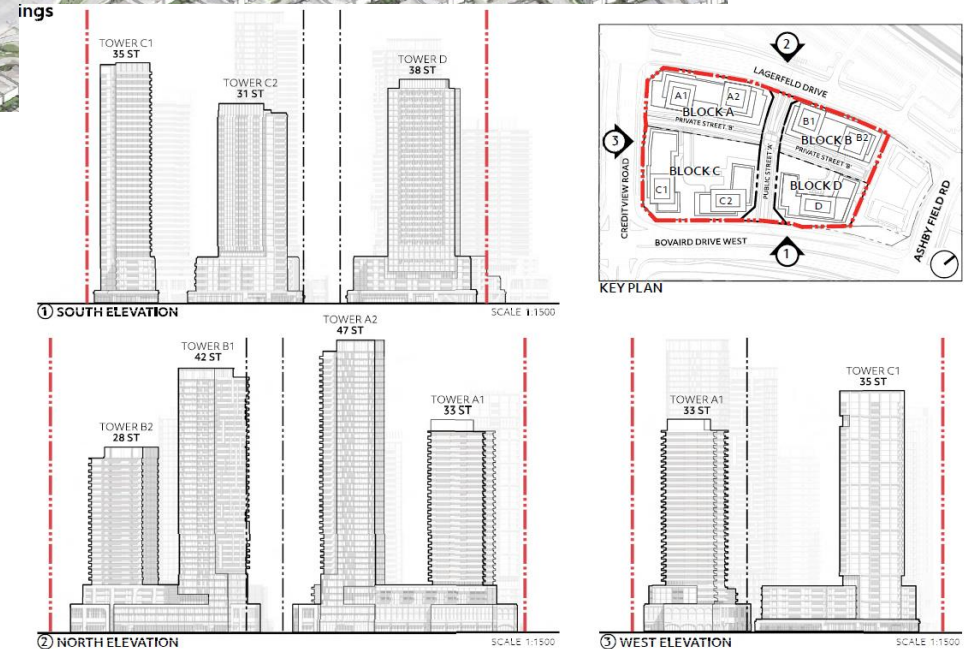 ings
TOWER C1
35 ST
TOWER C2
31 ST
TOWER D
38 ST
1 SOUTH ELEVATION
SCALE 1:1500
2
LAGERFELD DRIVE
A1
A2
BLOCK A
PRIVATE STREET 'B'
B1
BLOCK B
B2
PRIVATE STREET 'B'
3
CREDITVIEW ROAD
BLOCK C
PUBLIC STREET 'A'
BLOCK D
C1
C2
D
ASHBY FIELD RD
BOVAIRD DRIVE WEST
1
KEY PLAN
TOWER B2
28 ST
TOWER B1
42 ST
TOWER A2
47 ST
TOWER A1
33 ST
2 NORTH ELEVATION
SCALE 1:1500
TOWER A1
33 ST
TOWER C1
35 ST
3 WEST ELEVATION
SCALE 1:1500